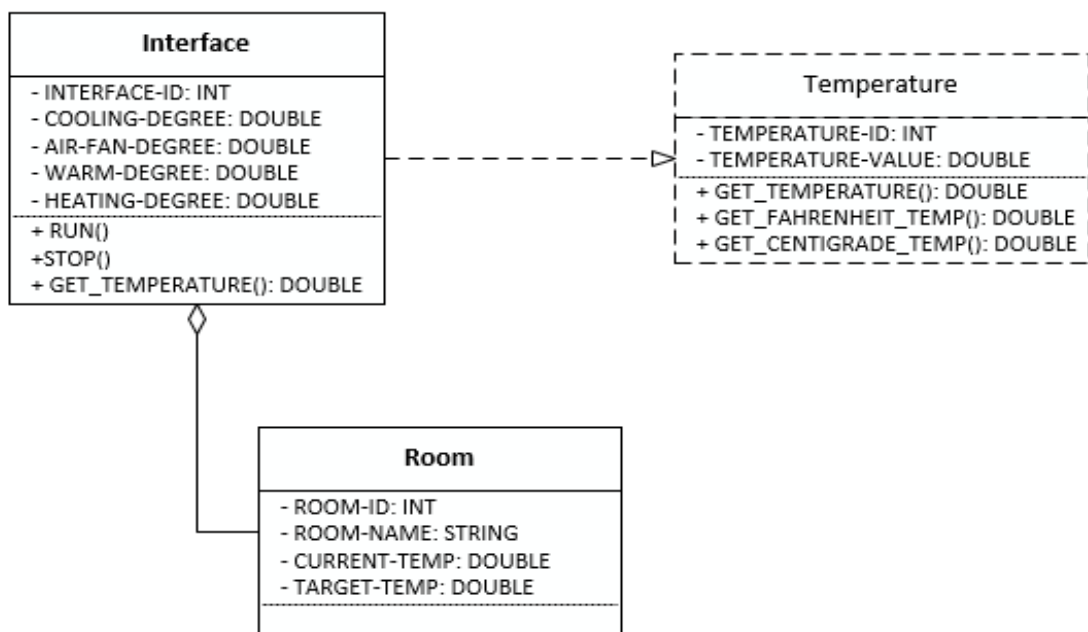 Interface
- INTERFACE-ID: INT
- COOLING-DEGREE: DOUBLE
- AIR-FAN-DEGREE: DOUBLE
- WARM-DEGREE: DOUBLE
- HEATING-DEGREE: DOUBLE
+ RUN()
+STOP()
+ GET_TEMPERATURE(): DOUBLE
Temperature
- TEMPERATURE-ID: INT
- TEMPERATURE-VALUE: DOUBLE
+ GET_TEMPERATURE(): DOUBLE
+ GET_FAHRENHEIT_TEMP(): DOUBLE
+ GET_CENTIGRADE_TEMP(): DOUBLE
Room
- ROOM-ID: INT
- ROOM-NAME: STRING
- CURRENT-TEMP: DOUBLE
- TARGET-TEMP: DOUBLE